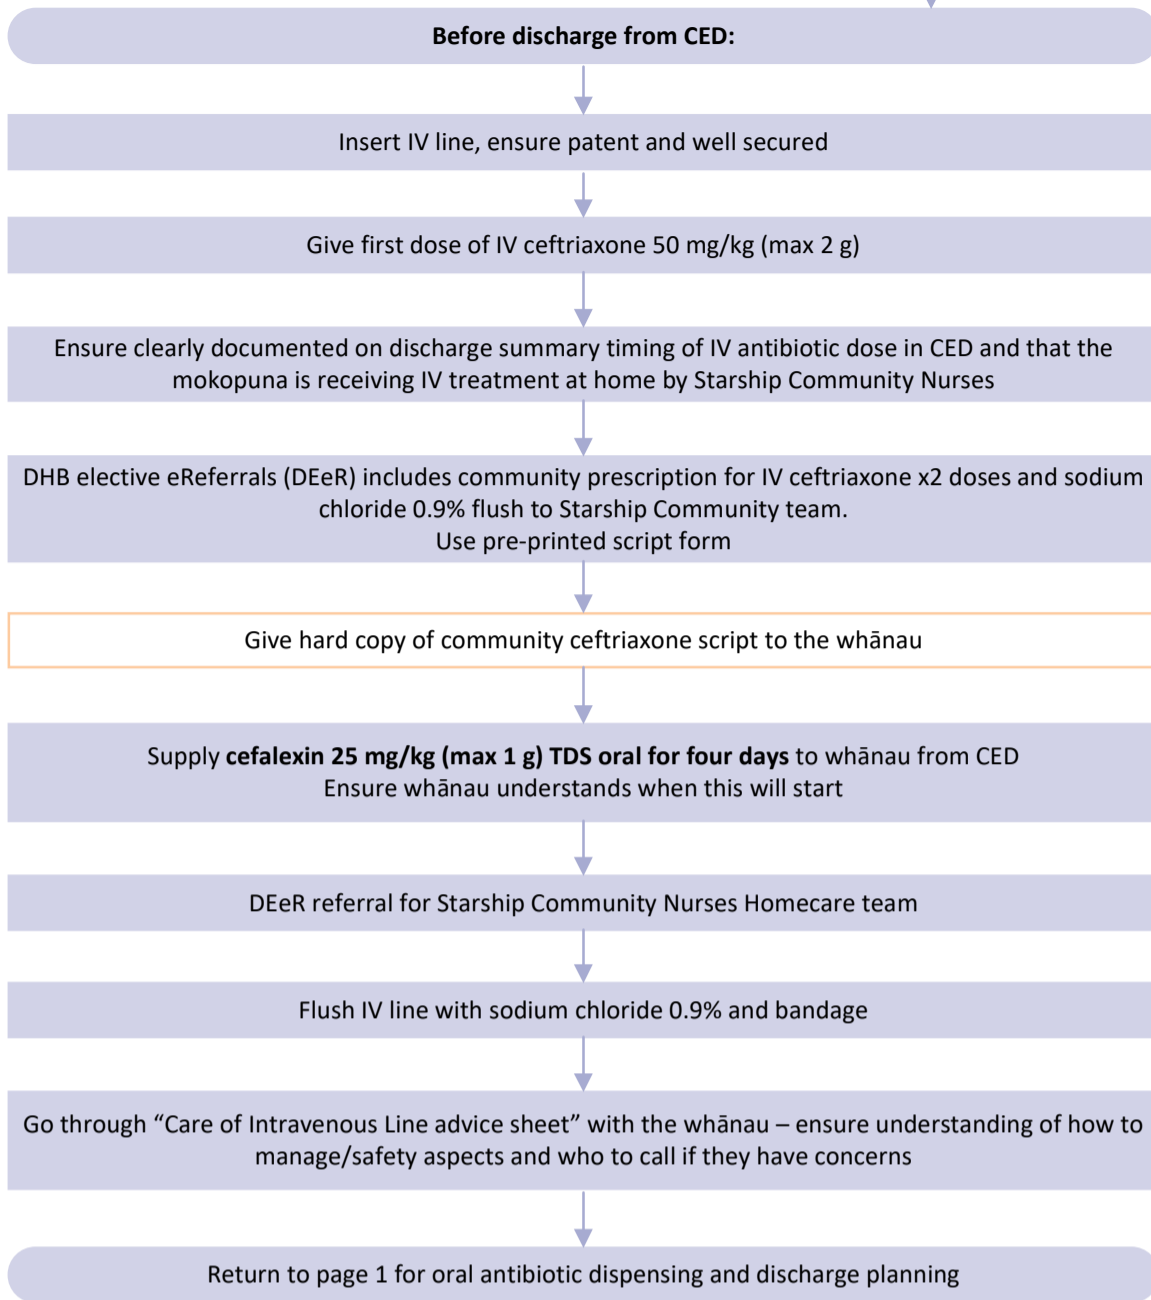 Before discharge from CED:
Insert IV line, ensure patent and well secured
Give first dose of IV ceftriaxone 50 mg/kg (max 2 g)
Ensure clearly documented on discharge summary timing of IV antibiotic dose in CED and that the
mokopuna is receiving IV treatment at home by Starship Community Nurses
DHB elective eReferrals (DEeR) includes community prescription for IV ceftriaxone x2 doses and sodium
chloride 0.9% flush to Starship Community team.
Use pre-printed script form
Give hard copy of community ceftriaxone script to the whānau
Supply cefalexin 25 mg/kg (max 1 g) TDS oral for four days to whānau from CED
Ensure whānau understands when this will start
DEeR referral for Starship Community Nurses Homecare team
Flush IV line with sodium chloride 0.9% and bandage
Go through “Care of Intravenous Line advice sheet” with the whānau – ensure understanding of how to
manage/safety aspects and who to call if they have concerns
Return to page 1 for oral antibiotic dispensing and discharge planning